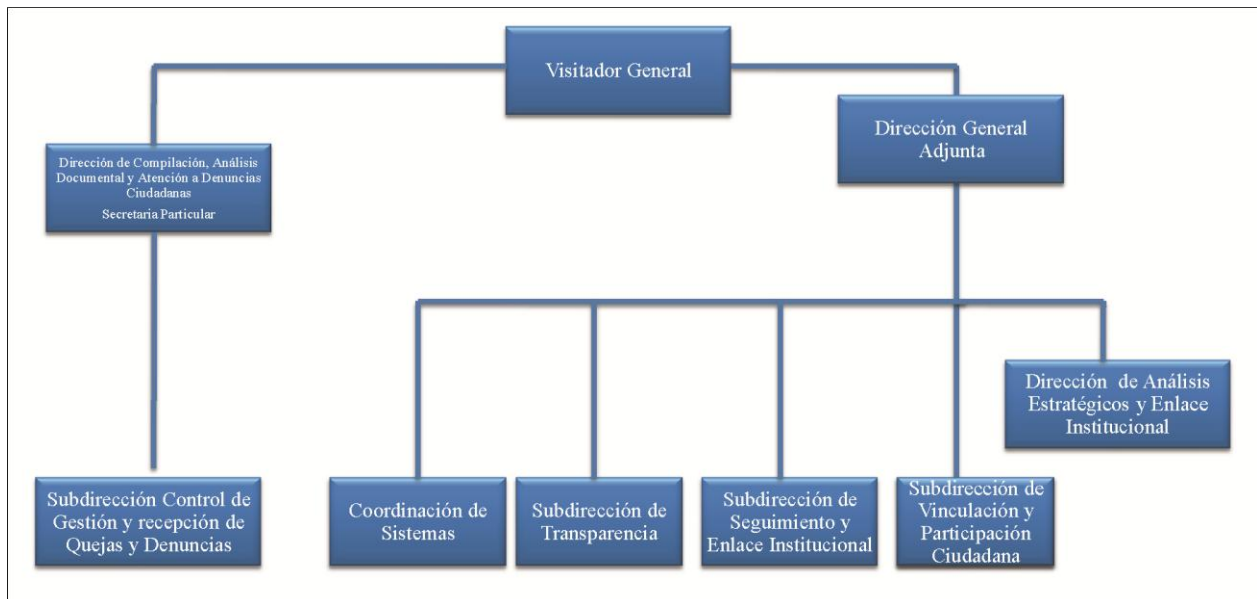 Visitador General
Dirección General
Adjunta
Dirección de Compilación, Análisis
Documental y Atención a Denuncias
Ciudadanas
Secretaria Particular
Dirección de Análisis
Estratégicos y Enlace
Institucional
Subdirección Control de
Gestión y recepción de
Quejas y Denuncias
Coordinación de
Sistemas
Subdirección de
Transparencia
Subdirección de
Seguimiento y
Enlace Institucional
Subdirección de
Vinculación y
Participación
Ciudadana